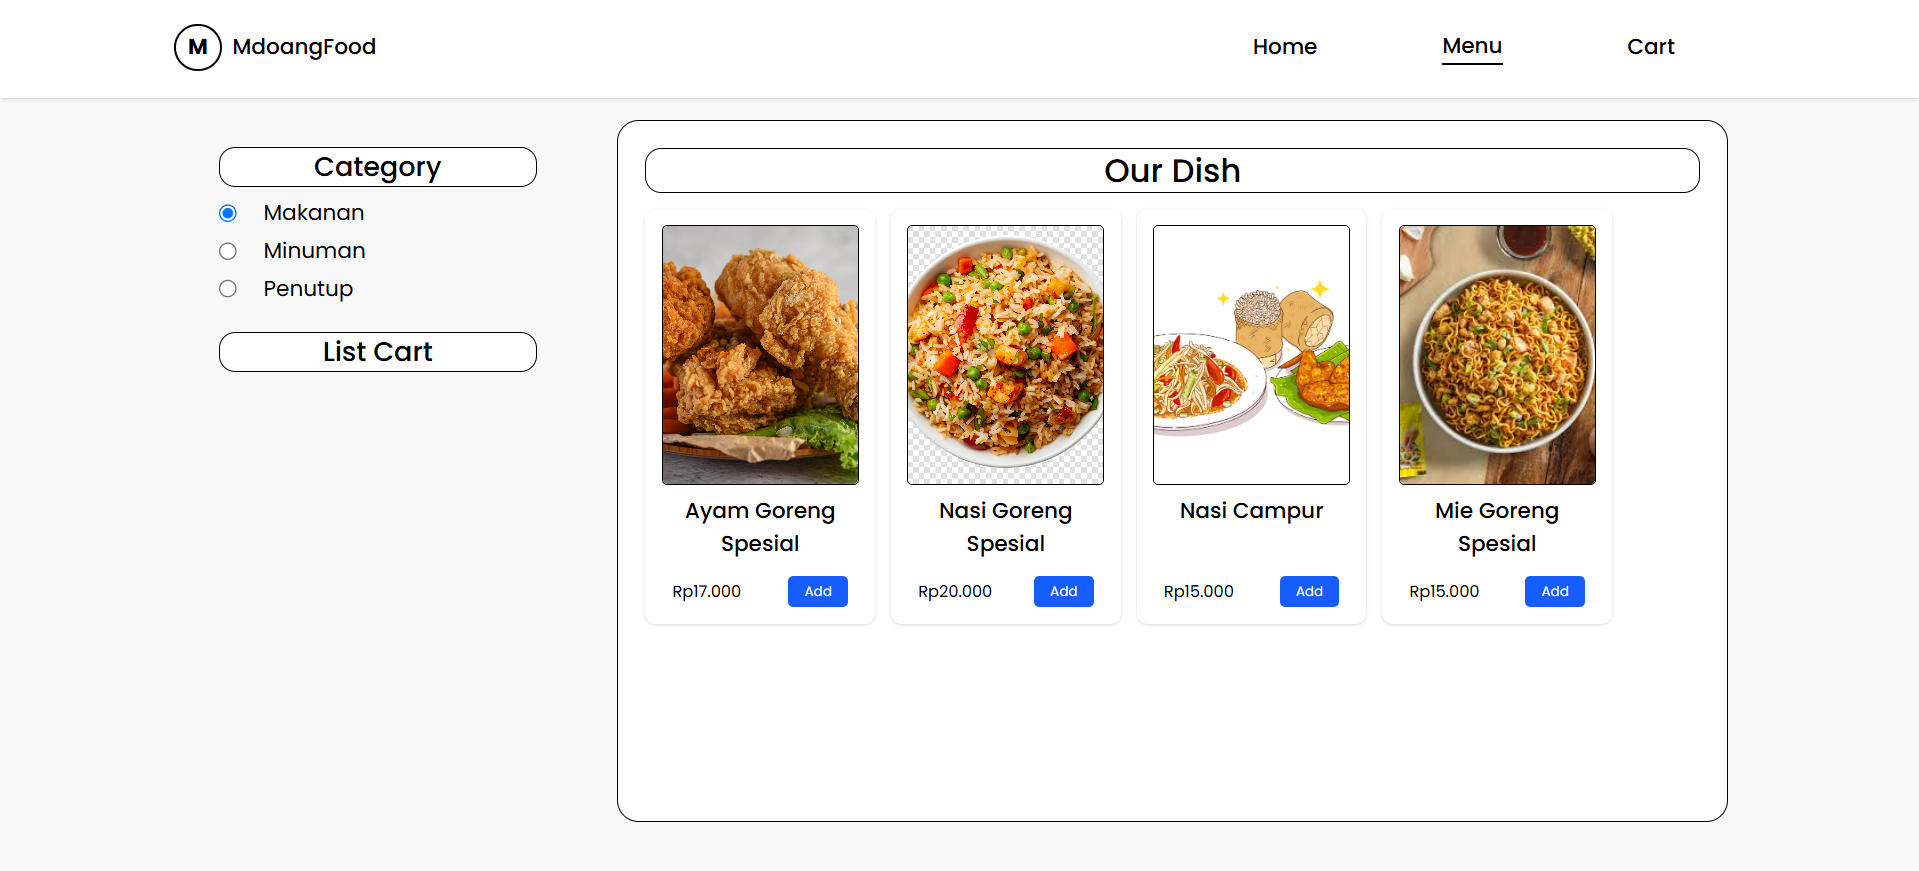 M MdoangFood
Home Menu Cart
Category
Makanan
Minuman
Penutup
List Cart
Our Dish
Ayam Goreng
Spesial
Rp17.000 Add
Nasi Goreng
Spesial
Rp20.000 Add
Nasi Campur
Rp15.000 Add
Mie Goreng
Spesial
Rp15.000 Add